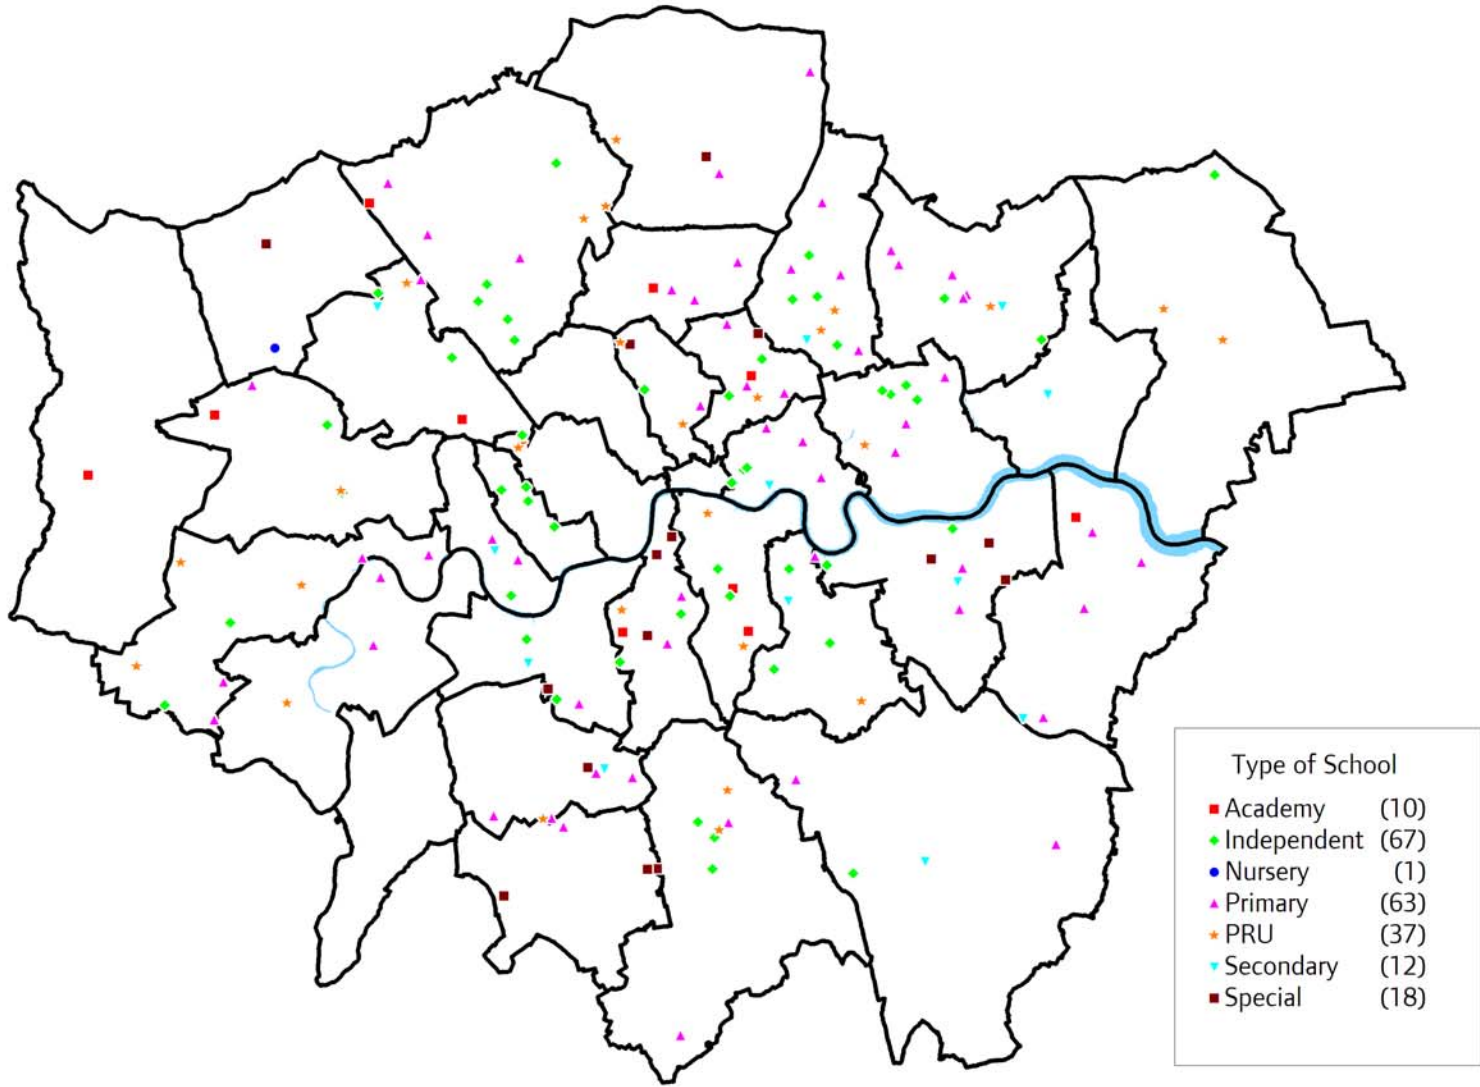 Type of School
Academy (10)
Independent (67)
Nursery (1)
Primary (63)
PRU (37)
Secondary (12)
Special (18)